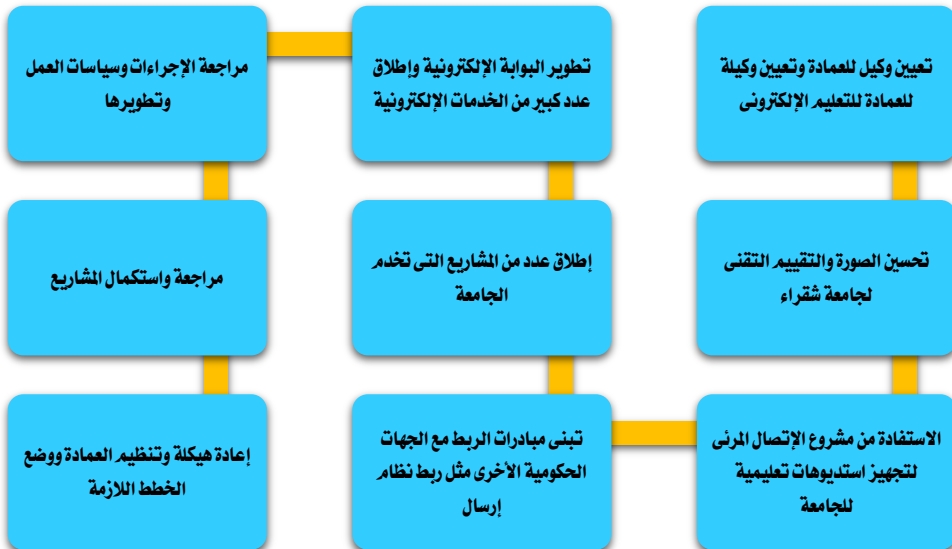 تعيين وكيل للعمادة وتعيين وكيلة
للعمادة للتعليم الإلكترونى
تحسين الصورة والتقييم التقنى
لجامعة شقراء
الاستفادة من مشروع الإتصال المرئى
لتجهيز استديوهات تعليمية
للجامعة
تبنى مبادرات الربط مع الجهات
الحكومية الأخرى مثل ربط نظام
إرسال
إطلاق عدد من المشاريع التى تخدم
الجامعة
تطوير البوابة الإلكترونية وإطلاق
عدد كبير من الخدمات الإلكترونية
مراجعة الإجراءات وسياسات العمل
وتطويرها
مراجعة واستكمال المشاريع
إعادة هيكلة وتنظيم العمادة ووضع
الخطط اللازمة